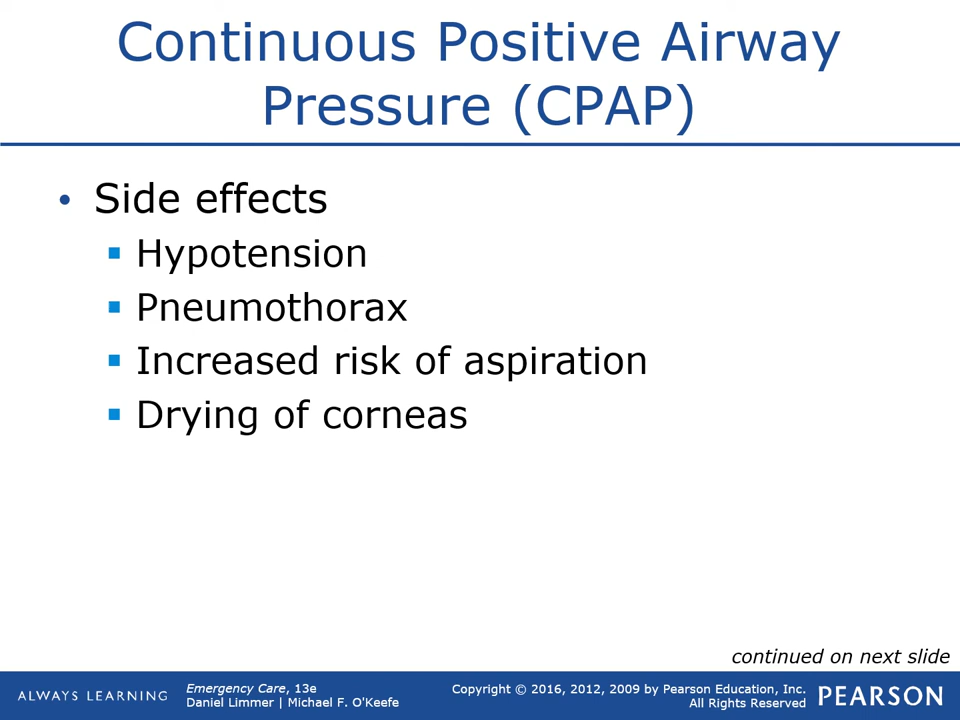 Continuous Positive Airway
Pressure (CPAP)
• Side effects
▪ Hypotension
▪ Pneumothorax
▪ Increased risk of aspiration
▪ Drying of corneas
continued on next slide
ALWAYS LEARNING
Emergency Care, 13e
Daniel Limmer | Michael F. O'Keefe
Copyright © 2016, 2012, 2009 by Pearson Education, Inc.
All Rights Reserved
PEARSON